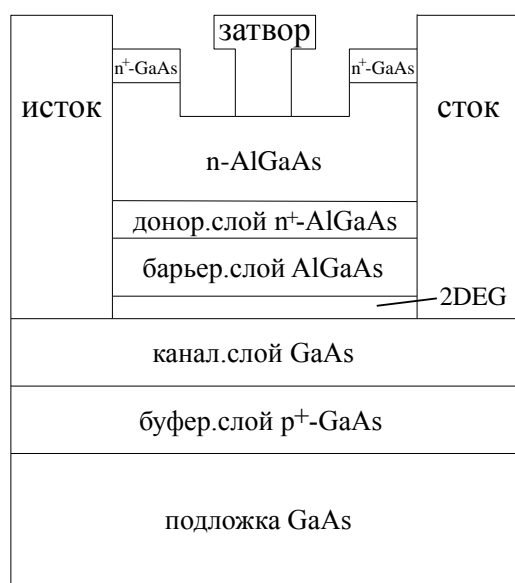 затвор
n⁺-GaAs
n⁺-GaAs
исток
сток
n-AlGaAs
донор.слой n⁺-AlGaAs
барьер.слой AlGaAs
2DEG
канал.слой GaAs
буфер.слой p⁺-GaAs
подложка GaAs